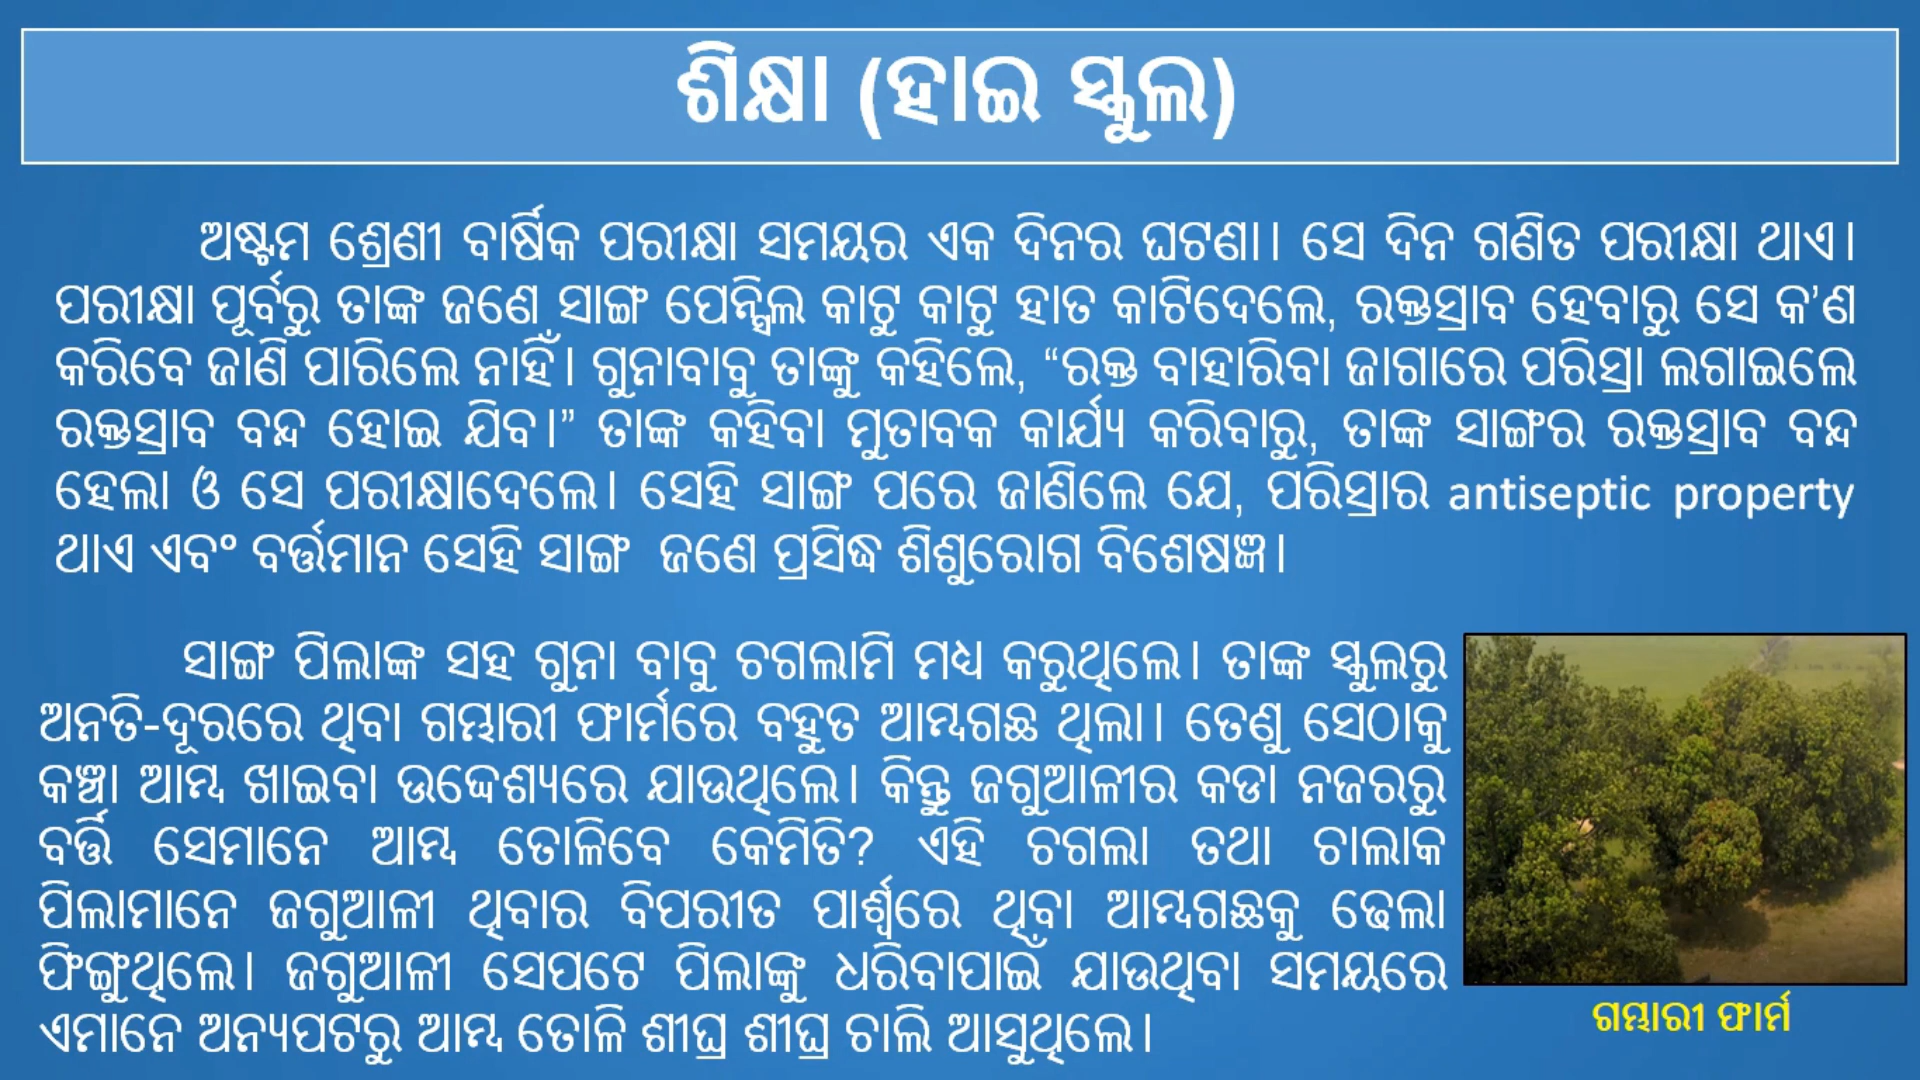 ଶିକ୍ଷା (ହାଇ ସ୍କୁଲ)
ଅଷ୍ଟମ ଶ୍ରେଣୀ ବାର୍ଷିକ ପରୀକ୍ଷା ସମୟର ଏକ ଦିନର ଘଟଣା। ସେ ଦିନ ଗଣିତ ପରୀକ୍ଷା ଥାଏ।
ପରୀକ୍ଷା ପୂର୍ବରୁ ତାଙ୍କ ଜଣେ ସାଙ୍ଗ ପେନ୍ସିଲ କାଟୁ କାଟୁ ହାତ କାଟିଦେଲେ, ରକ୍ତସ୍ରାବ ହେବାରୁ ସେ କ’ଣ
କରିବେ ଜାଣି ପାରିଲେ ନାହିଁ। ଗୁନାବାବୁ ତାଙ୍କୁ କହିଲେ, “ରକ୍ତ ବାହାରିବା ଜାଗାରେ ପରିସ୍ରା ଲଗାଇଲେ
ରକ୍ତସ୍ରାବ ବନ୍ଦ ହୋଇ ଯିବ।” ତାଙ୍କ କହିବା ମୁତାବକ କାର୍ଯ୍ୟ କରିବାରୁ, ତାଙ୍କ ସାଙ୍ଗର ରକ୍ତସ୍ରାବ ବନ୍ଦ
ହେଲା ଓ ସେ ପରୀକ୍ଷାଦେଲେ। ସେହି ସାଙ୍ଗ ପରେ ଜାଣିଲେ ଯେ, ପରିସ୍ରାର antiseptic property
ଥାଏ ଏବଂ ବର୍ତ୍ତମାନ ସେହି ସାଙ୍ଗ ଜଣେ ପ୍ରସିଦ୍ଧ ଶିଶୁରୋଗ ବିଶେଷଜ୍ଞ।
ସାଙ୍ଗ ପିଲାଙ୍କ ସହ ଗୁନା ବାବୁ ଚଗଲାମି ମଧ୍ୟ କରୁଥିଲେ। ତାଙ୍କ ସ୍କୁଲରୁ
ଅନତି-ଦୂରରେ ଥିବା ଗମ୍ଭାରୀ ଫାର୍ମରେ ବହୁତ ଆମ୍ଵଗଛ ଥିଲା। ତେଣୁ ସେଠାକୁ
କଞ୍ଚା ଆମ୍ଵ ଖାଇବା ଉଦ୍ଦେଶ୍ୟରେ ଯାଉଥିଲେ। କିନ୍ତୁ ଜଗୁଆଳୀର କଡା ନଜରରୁ
ବର୍ତ୍ତି ସେମାନେ ଆମ୍ଵ ତୋଳିବେ କେମିତି? ଏହି ଚଗଲା ତଥା ଚାଲାକ
ପିଲାମାନେ ଜଗୁଆଳୀ ଥିବାର ବିପରୀତ ପାର୍ଶ୍ୱରେ ଥିବା ଆମ୍ଵଗଛକୁ ଢେଲା
ଫିଙ୍ଗୁଥିଲେ। ଜଗୁଆଳୀ ସେପଟେ ପିଲାଙ୍କୁ ଧରିବାପାଇଁ ଯାଉଥିବା ସମୟରେ
ଏମାନେ ଅନ୍ୟପଟରୁ ଆମ୍ଵ ତୋଳି ଶୀଘ୍ର ଶୀଘ୍ର ଚାଲି ଆସୁଥିଲେ।
ଗମ୍ଭାରୀ ଫାର୍ମ